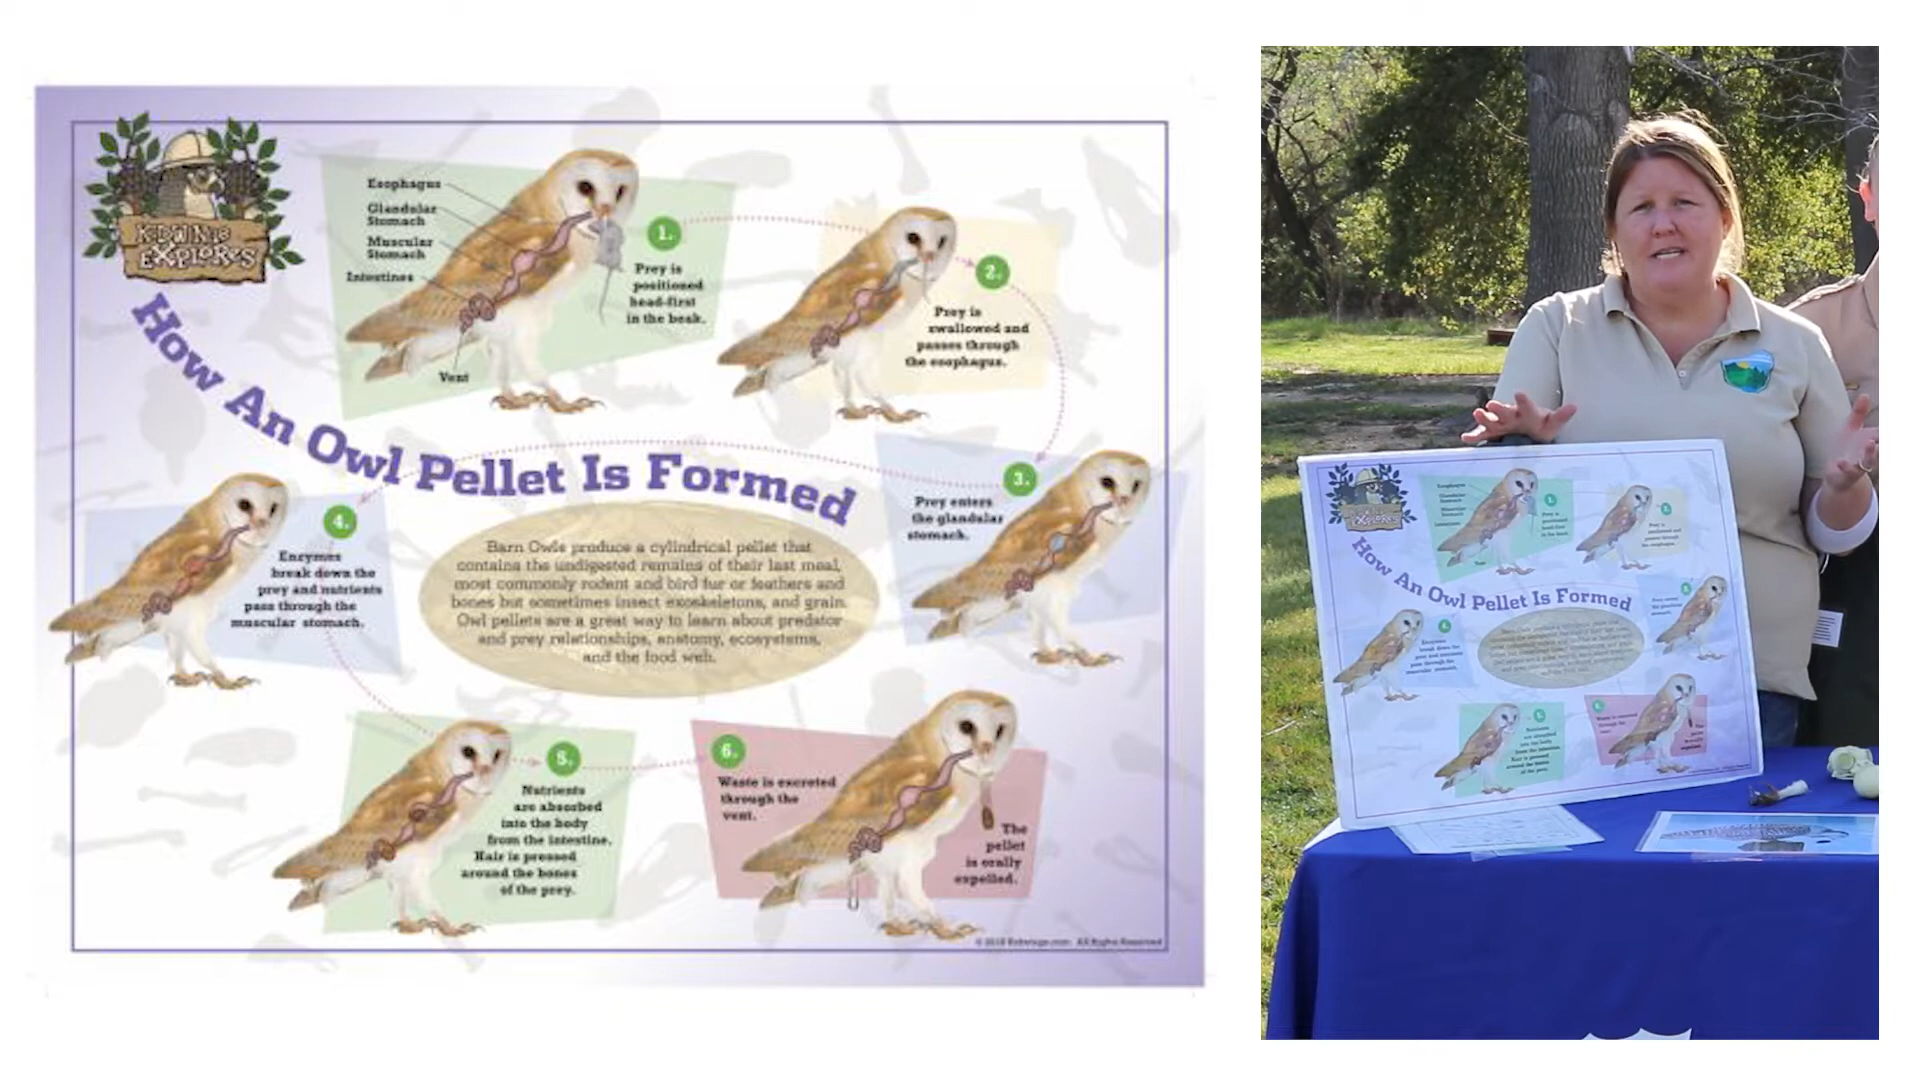 KIDWINGS
EXPLORES
How An Owl Pellet Is Formed
Esophagus
Glandular
Stomach
Muscular
Stomach
Intestines
Vent
1.
Prey is
positioned
head-first
in the beak.
2.
Prey is
swallowed and
passes through
the esophagus.
3.
Prey enters
the glandular
stomach.
4.
Enzymes
break down the
prey and nutrients
pass through the
muscular stomach.
Barn Owls produce a cylindrical pellet that
contains the undigested remains of their last meal,
most commonly rodent and bird fur or feathers and
bones but sometimes insect exoskeletons, and grain.
Owl pellets are a great way to learn about predator
and prey relationships, anatomy, ecosystems,
and the food web.
5.
Nutrients
are absorbed
into the body
from the intestine.
Hair is pressed
around the bones
of the prey.
6.
Waste is excreted
through the
vent.
The
pellet
is orally
expelled.
All Rights Reserved
How An Owl Pellet Is Formed